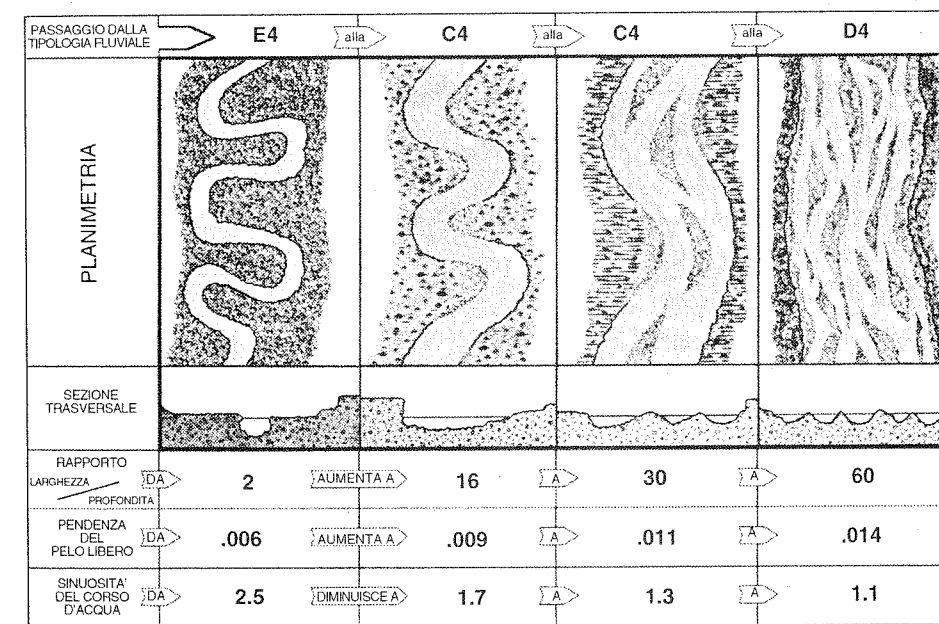 PASSAGGIO DALLA
TIPOLOGIA FLUVIALE
E4
alla
C4
alla
C4
alla
D4
PLANIMETRIA
SEZIONE
TRASVERSALE
RAPPORTO
LARGHEZZA
PROFONDITÀ
DA
2
AUMENTA A
16
A
30
A
60
PENDENZA
DEL
PELO LIBERO
DA
.006
AUMENTA A
.009
A
.011
A
.014
SINUOSITA'
DEL CORSO
D'ACQUA
DA
2.5
DIMINUISCE A
1.7
A
1.3
A
1.1